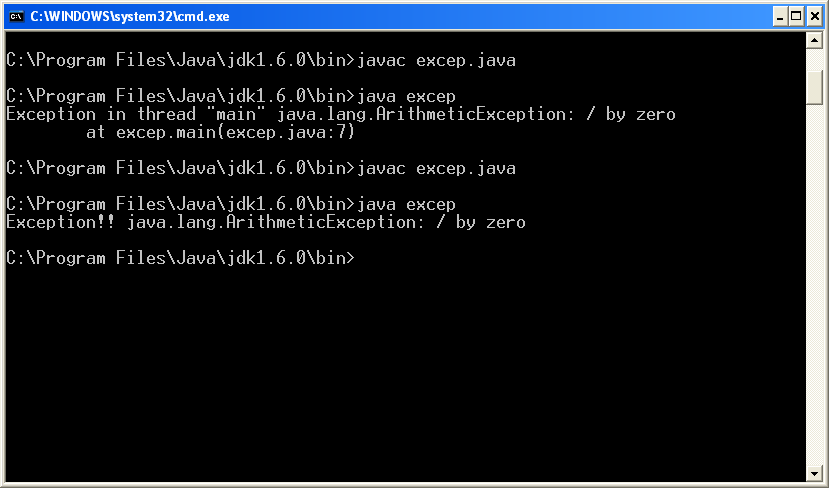 C:\WINDOWS\system32\cmd.exe
C:\Program Files\Java\jdk1.6.0\bin>javac excep.java
C:\Program Files\Java\jdk1.6.0\bin>java excep
Exception in thread "main" java.lang.ArithmeticException: / by zero
        at excep.main(excep.java:7)
C:\Program Files\Java\jdk1.6.0\bin>javac excep.java
C:\Program Files\Java\jdk1.6.0\bin>java excep
Exception!! java.lang.ArithmeticException: / by zero
C:\Program Files\Java\jdk1.6.0\bin>